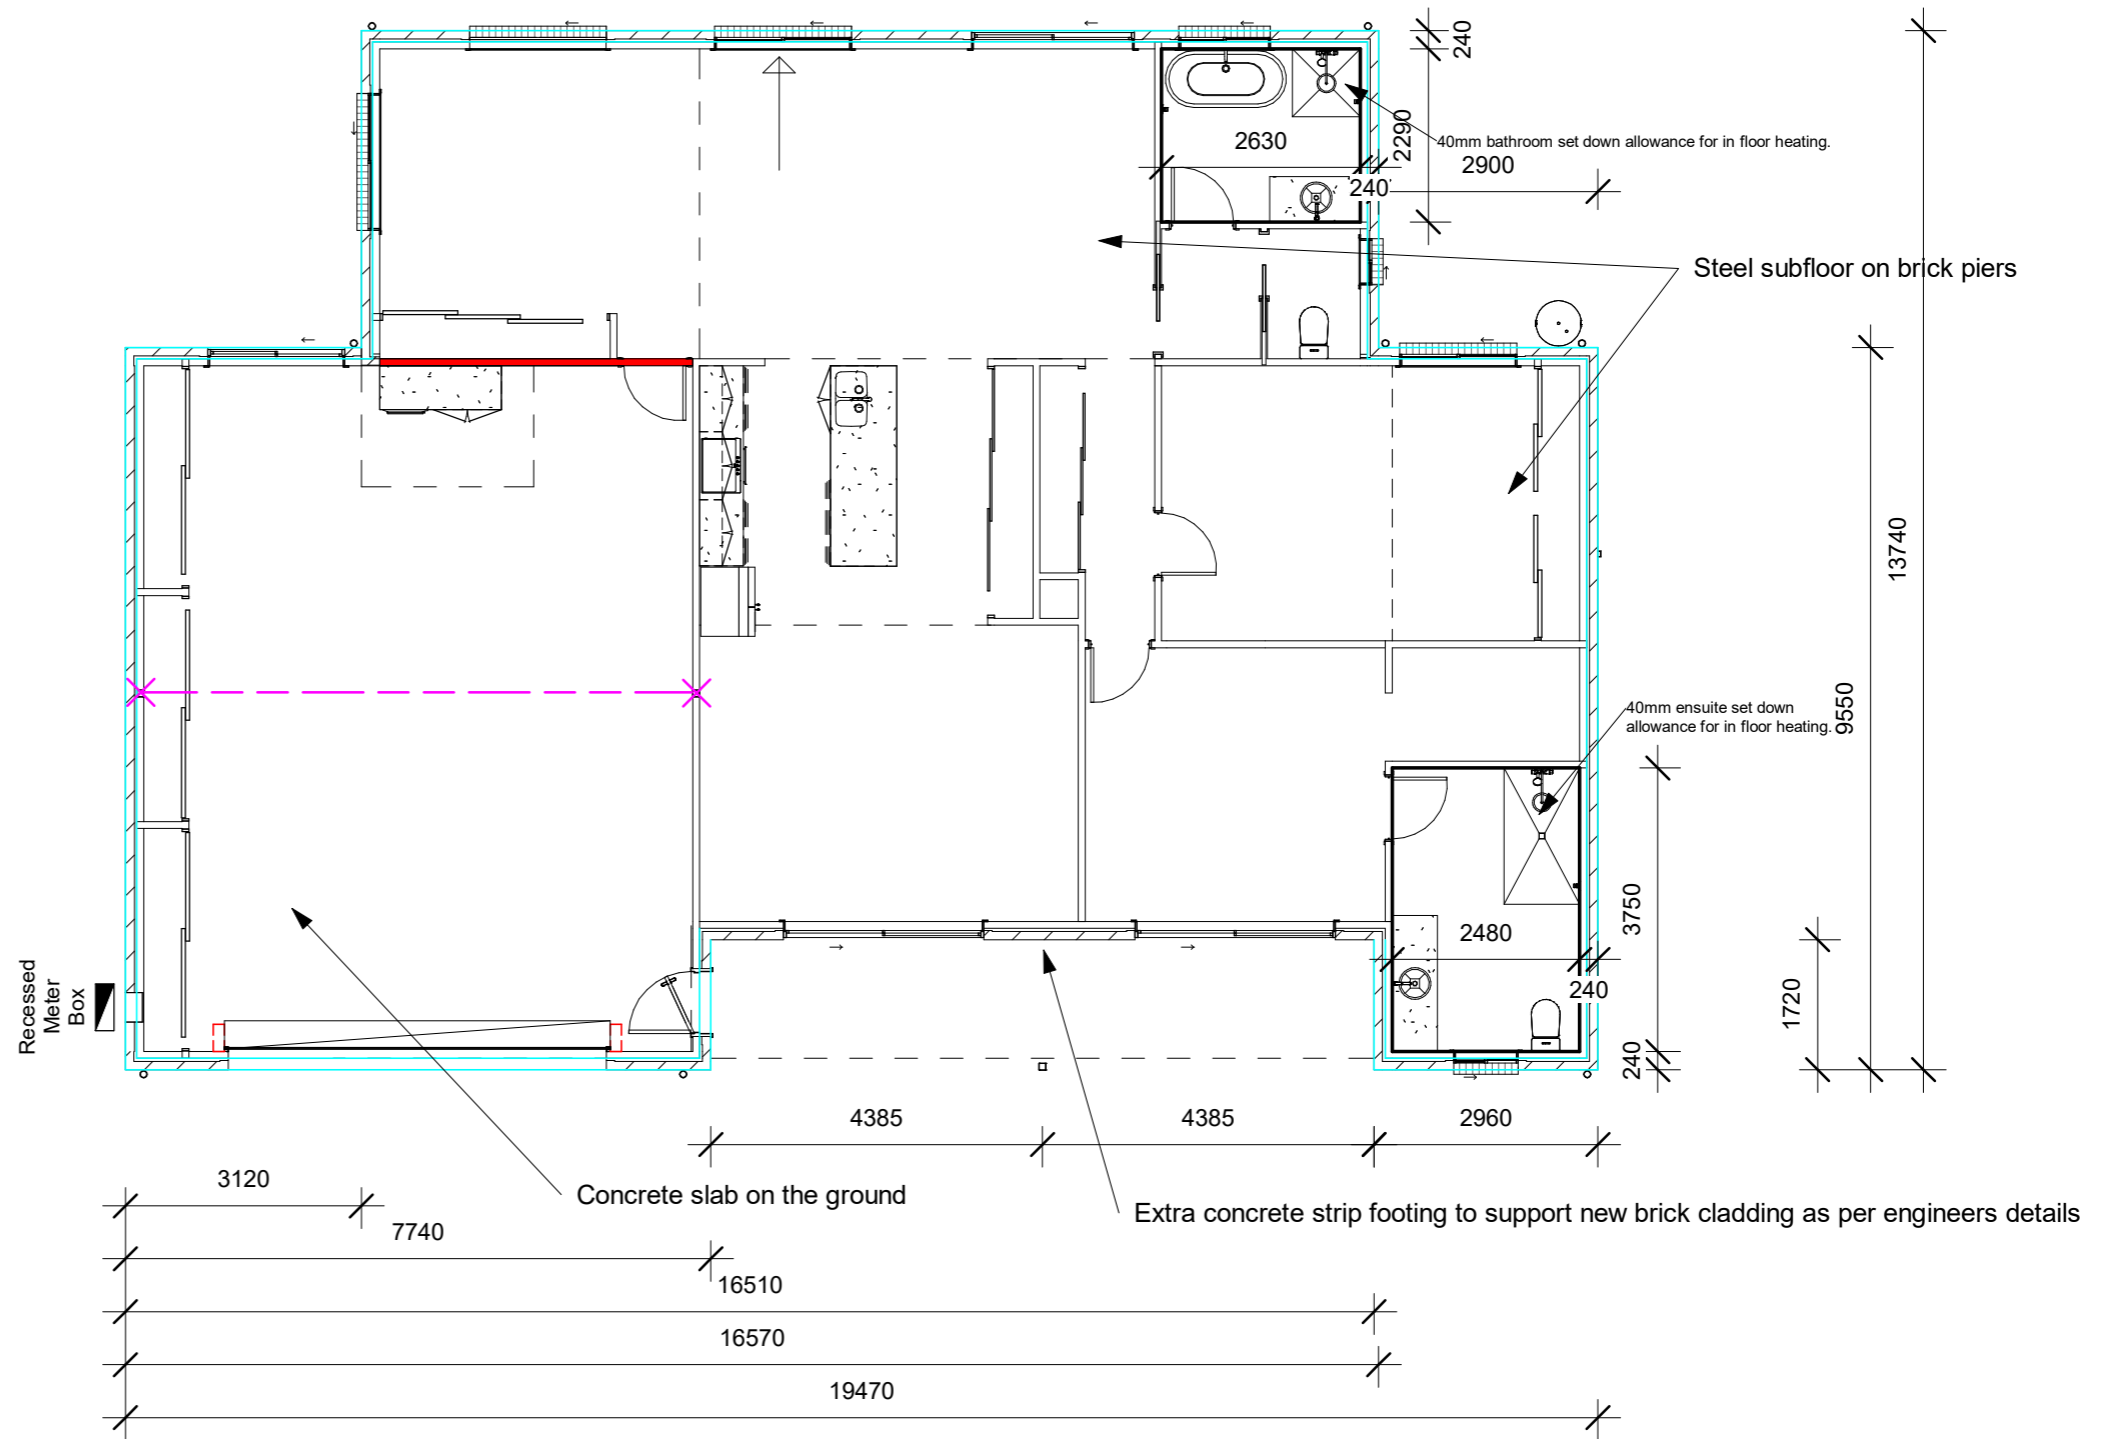 240
2290
40mm bathroom set down allowance for in floor heating.
2630
2900
240
Steel subfloor on brick piers
13740
9550
40mm ensuite set down
allowance for in floor heating.
3750
2480
240
1720
240
Recessed
Meter
Box
4385
4385
2960
3120
Concrete slab on the ground
Extra concrete strip footing to support new brick cladding as per engineers details
7740
16510
16570
19470